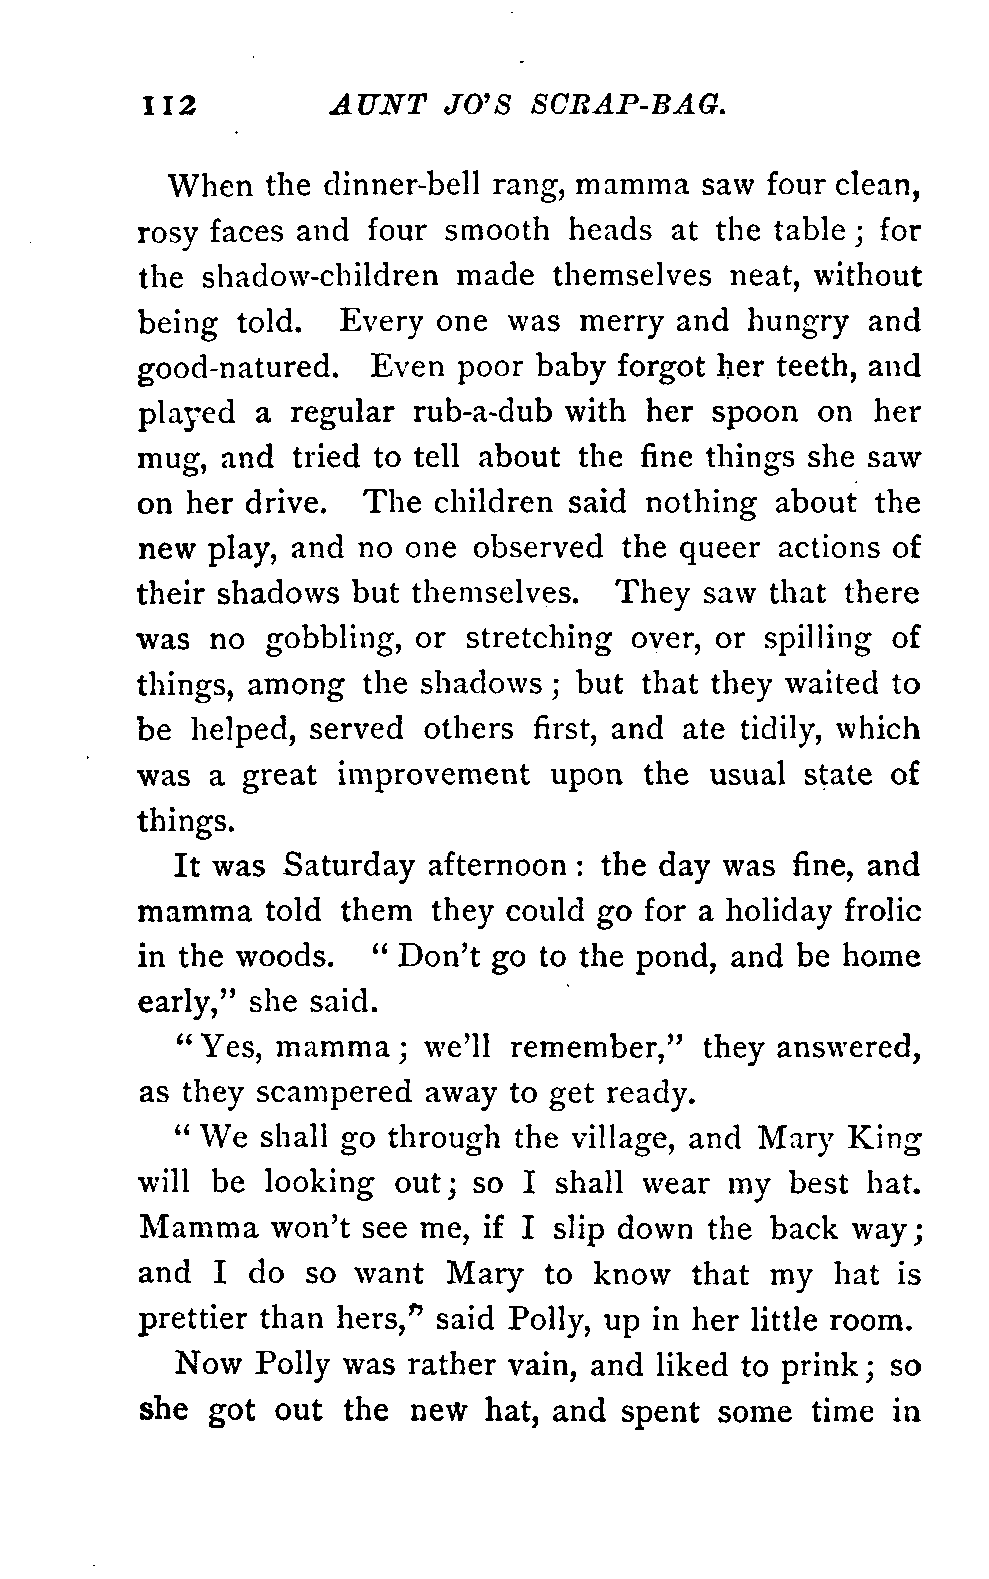 112 AUNT JO'S SCRAP-BAG.
When the dinner-bell rang, mamma saw four clean,
rosy faces and four smooth heads at the table; for
the shadow-children made themselves neat, without
being told. Every one was merry and hungry and
good-natured. Even poor baby forgot her teeth, and
played a regular rub-a-dub with her spoon on her
mug, and tried to tell about the fine things she saw
on her drive. The children said nothing about the
new play, and no one observed the queer actions of
their shadows but themselves. They saw that there
was no gobbling, or stretching over, or spilling of
things, among the shadows; but that they waited to
be helped, served others first, and ate tidily, which
was a great improvement upon the usual state of
things.
It was Saturday afternoon: the day was fine, and
mamma told them they could go for a holiday frolic
in the woods. "Don't go to the pond, and be home
early," she said.
"Yes, mamma; we'll remember," they answered,
as they scampered away to get ready.
"We shall go through the village, and Mary King
will be looking out; so I shall wear my best hat.
Mamma won't see me, if I slip down the back way;
and I do so want Mary to know that my hat is
prettier than hers," said Polly, up in her little room.
Now Polly was rather vain, and liked to prink; so
she got out the new hat, and spent some time in